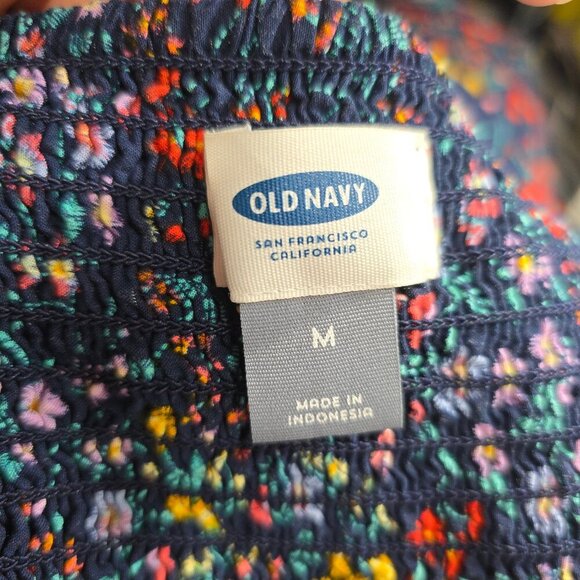 OLD NAVY
SAN FRANCISCO
CALIFORNIA
M
MADE IN
INDONESIA